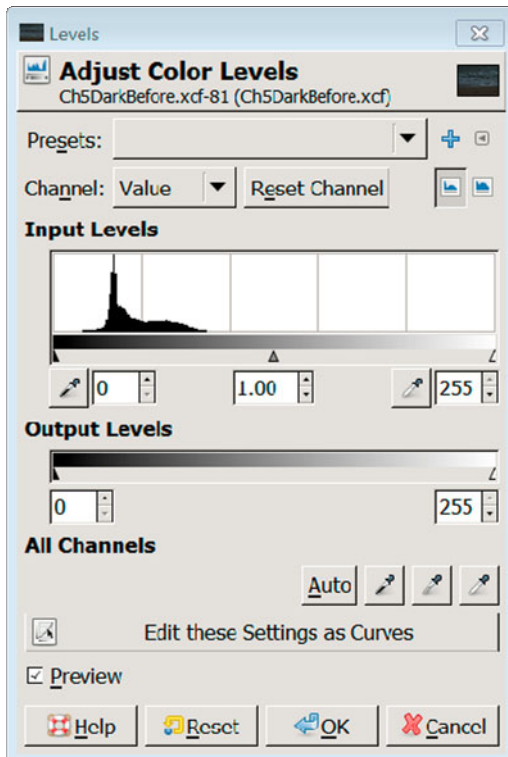 Levels
Adjust Color Levels
Ch5DarkBefore.xcf-81 (Ch5DarkBefore.xcf)
Presets:
Channel: Value Reset Channel
Input Levels
0 1.00 255
Output Levels
0 255
All Channels
Auto
Edit these Settings as Curves
Preview
Help Reset OK Cancel